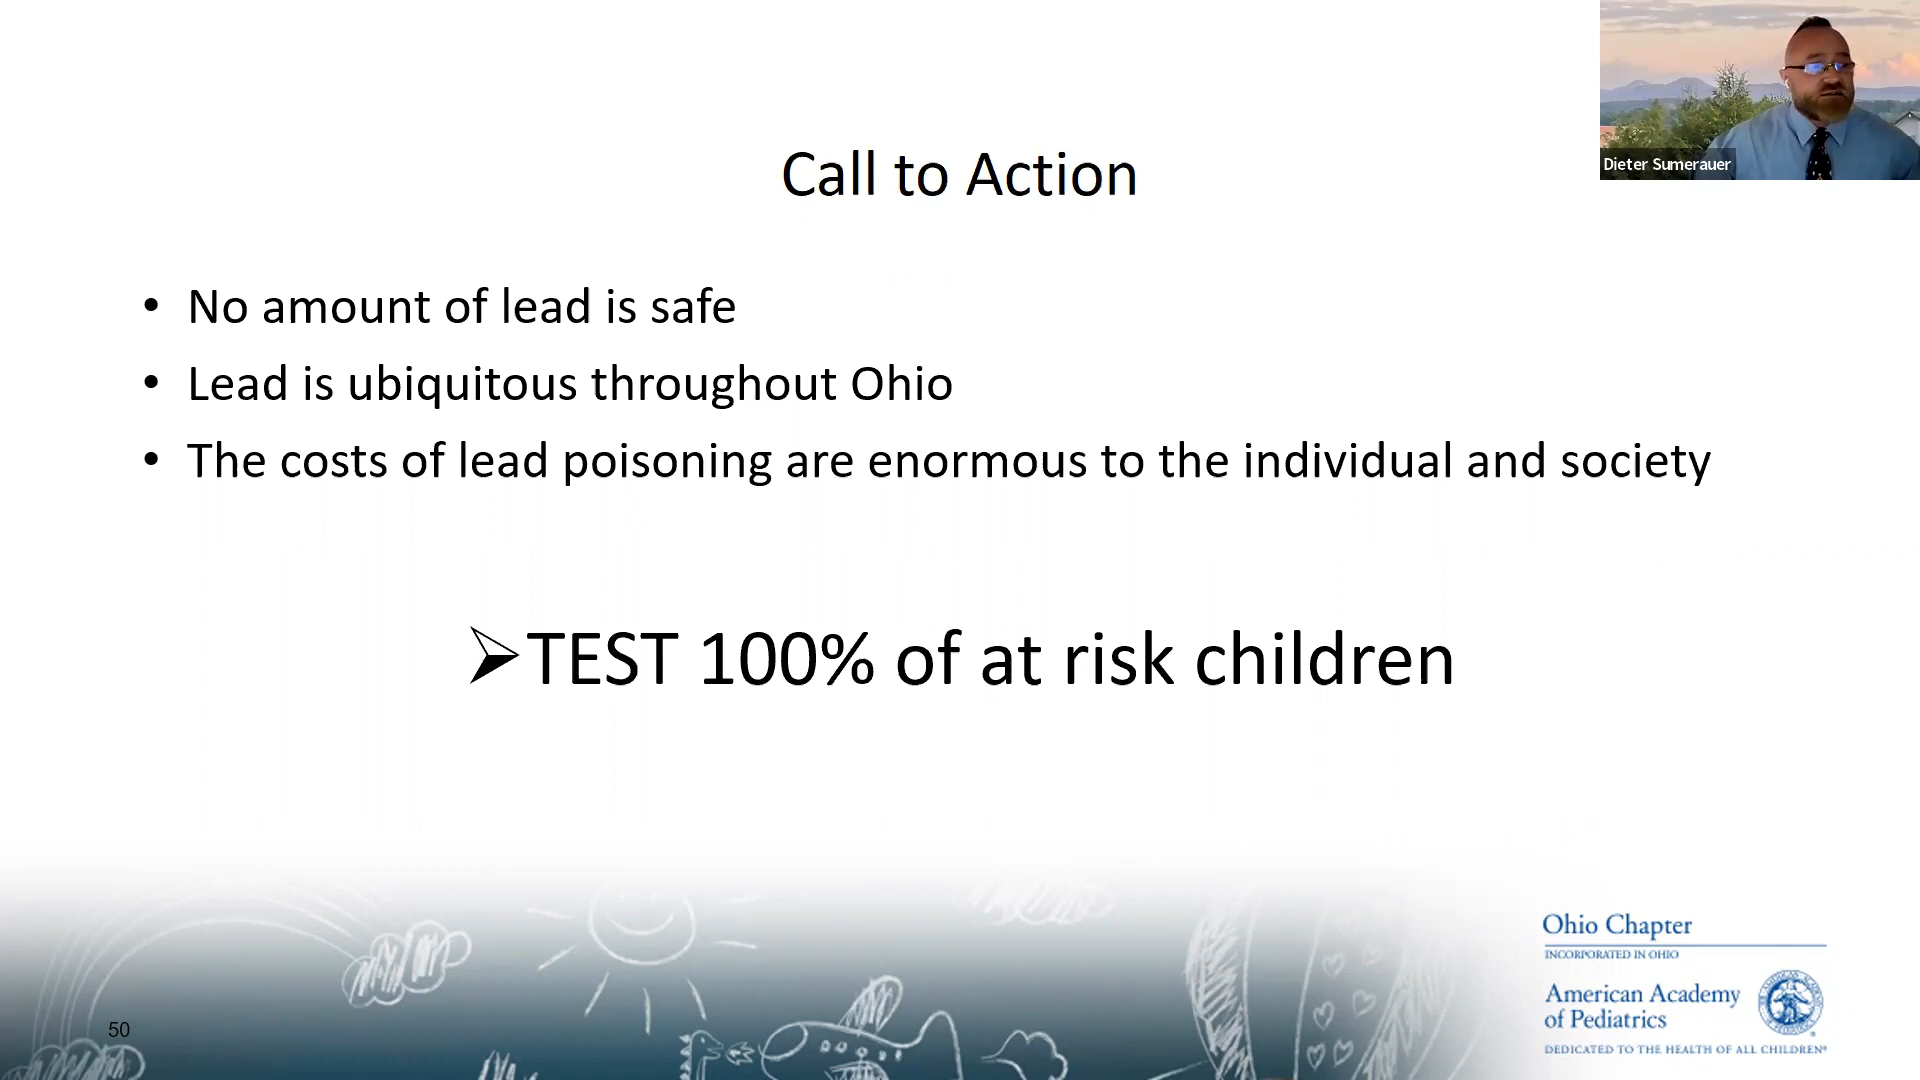 Dieter Sumerauer
Call to Action
• No amount of lead is safe
• Lead is ubiquitous throughout Ohio
• The costs of lead poisoning are enormous to the individual and society
➢TEST 100% of at risk children
Ohio Chapter
INCORPORATED IN OHIO
American Academy
of Pediatrics
DEDICATED TO THE HEALTH OF ALL CHILDREN®
50